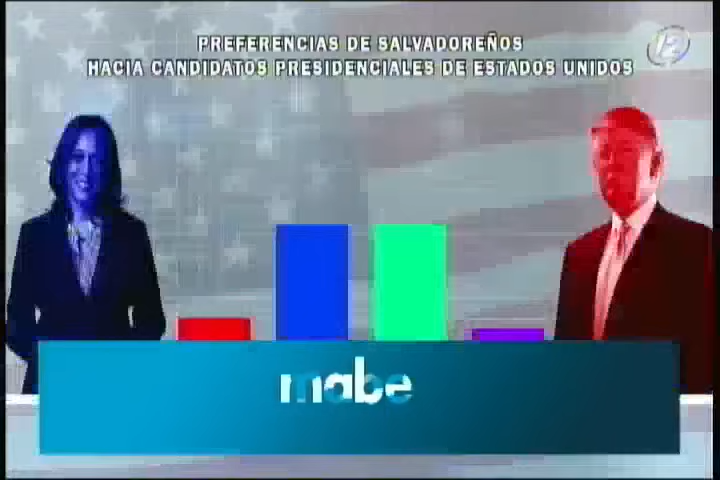 PREFERENCIAS DE SALVADOREÑOS
HACIA CANDIDATOS PRESIDENCIALES DE ESTADOS UNIDOS
12
mabe